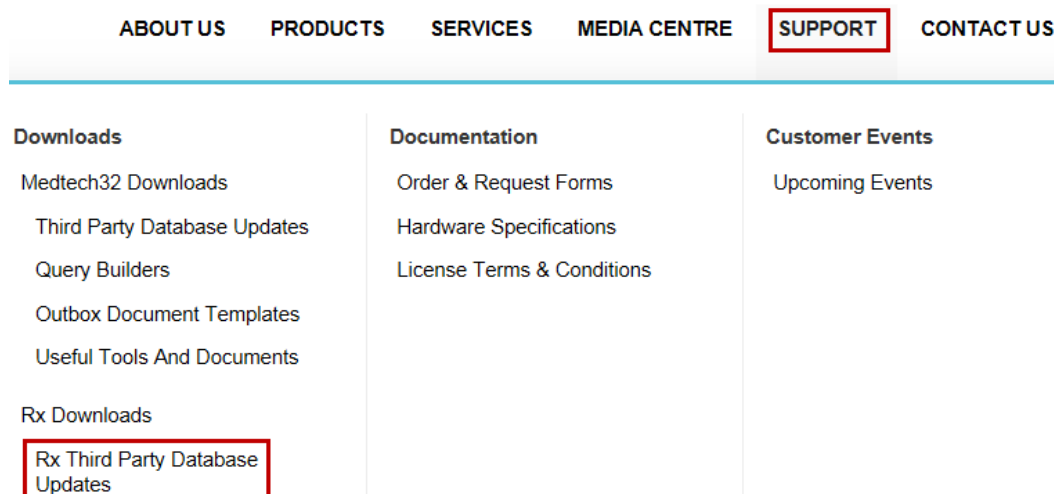 ABOUT US PRODUCTS SERVICES MEDIA CENTRE SUPPORT CONTACT US
Downloads
Medtech32 Downloads
Third Party Database Updates
Query Builders
Outbox Document Templates
Useful Tools And Documents
Rx Downloads
Rx Third Party Database
Updates
Documentation
Order & Request Forms
Hardware Specifications
License Terms & Conditions
Customer Events
Upcoming Events